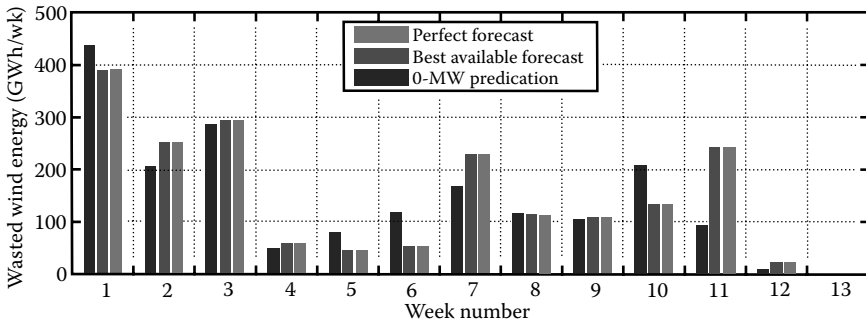 Wasted wind energy (GWh/wk)
500
400
300
200
100
0
Perfect forecast
Best available forecast
0-MW predication
1 2 3 4 5 6 7 8 9 10 11 12 13
Week number